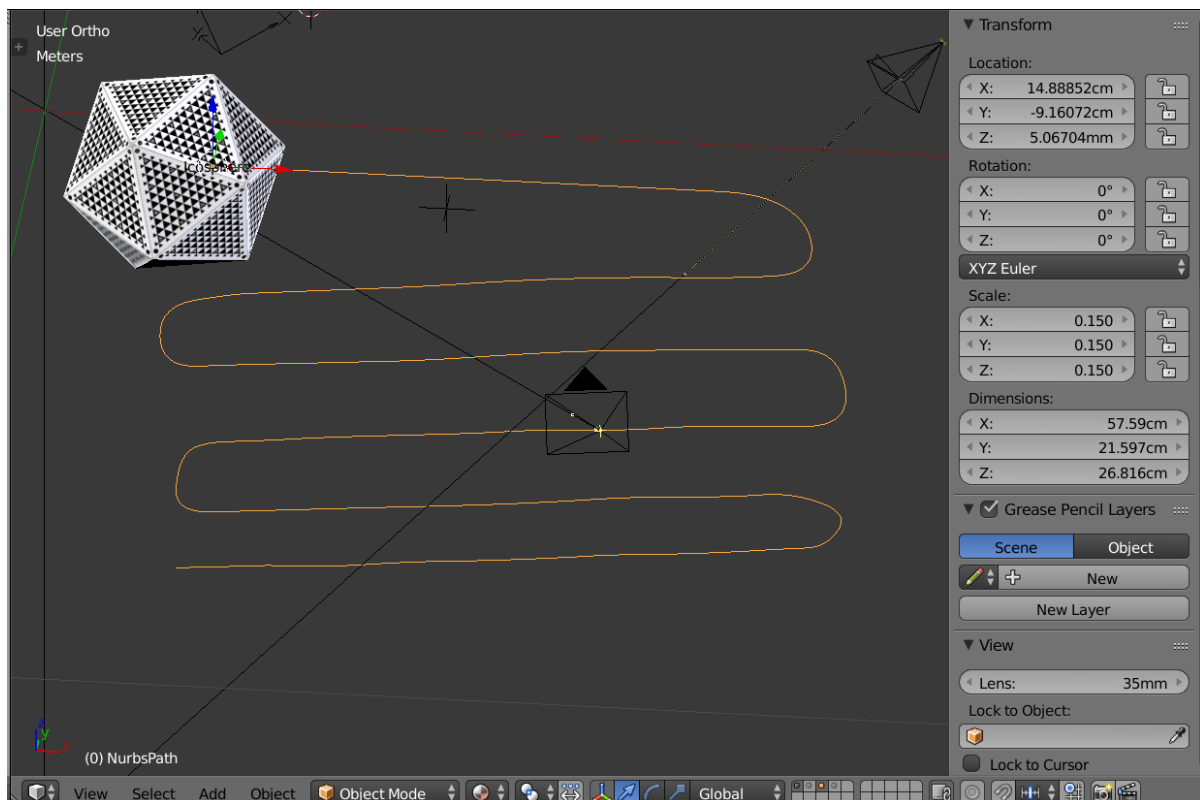 User Ortho
Meters
Y
X
Icosphere
z
y
x
(0) NurbsPath
View Select Add Object Object Mode Global
Transform
Location:
X: 14.88852cm
Y: -9.16072cm
Z: 5.06704mm
Rotation:
X: 0°
Y: 0°
Z: 0°
XYZ Euler
Scale:
X: 0.150
Y: 0.150
Z: 0.150
Dimensions:
X: 57.59cm
Y: 21.597cm
Z: 26.816cm
Grease Pencil Layers
Scene Object
New
New Layer
View
Lens: 35mm
Lock to Object:
Lock to Cursor